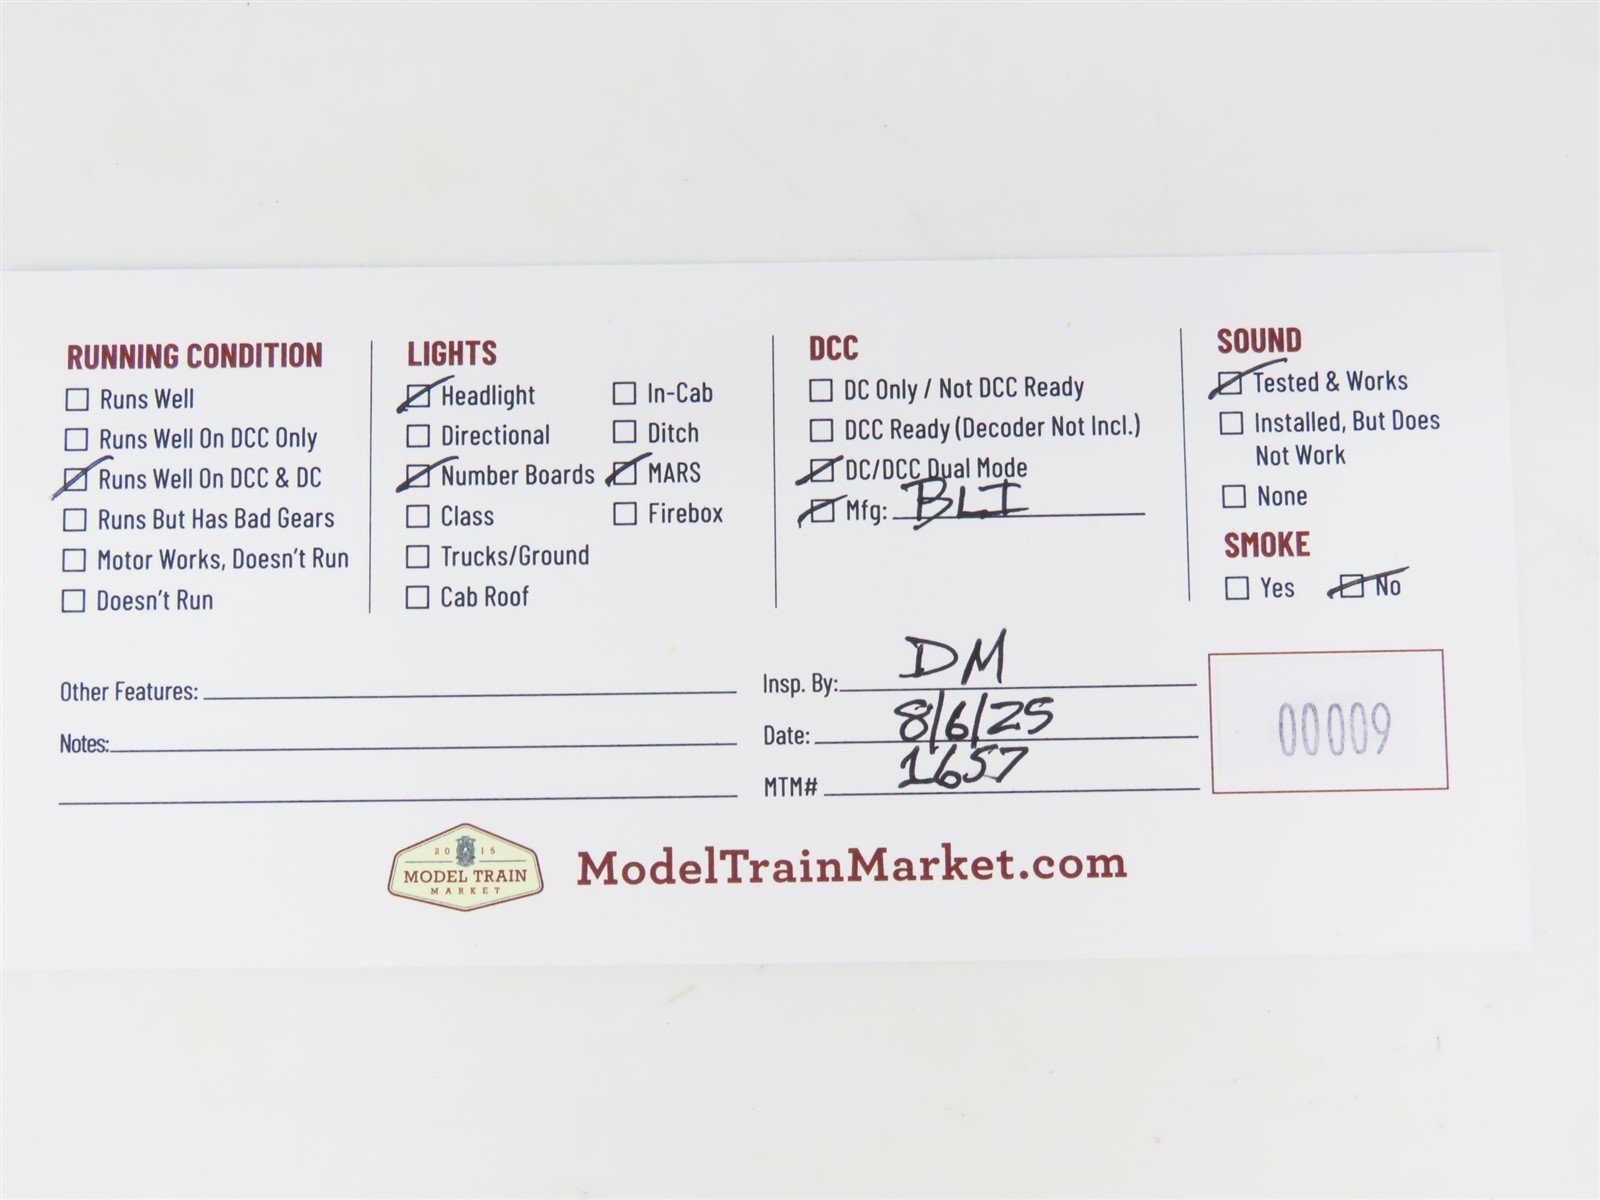 RUNNING CONDITION
Runs Well
Runs Well On DCC Only
Runs Well On DCC & DC
Runs But Has Bad Gears
Motor Works, Doesn't Run
Doesn't Run
LIGHTS
Headlight
Directional
Number Boards
Class
Trucks/Ground
Cab Roof
In-Cab
Ditch
MARS
Firebox
DCC
DC Only / Not DCC Ready
DCC Ready (Decoder Not Incl.)
DC/DCC Dual Mode
Mfg: BLI
SOUND
Tested & Works
Installed, But Does
Not Work
None
SMOKE
Yes No
Other Features:
Notes:
Insp. By: DM
Date: 8/6/25
MTM# 1657
00009
2015
MODEL TRAIN
MARKET
ModelTrainMarket.com